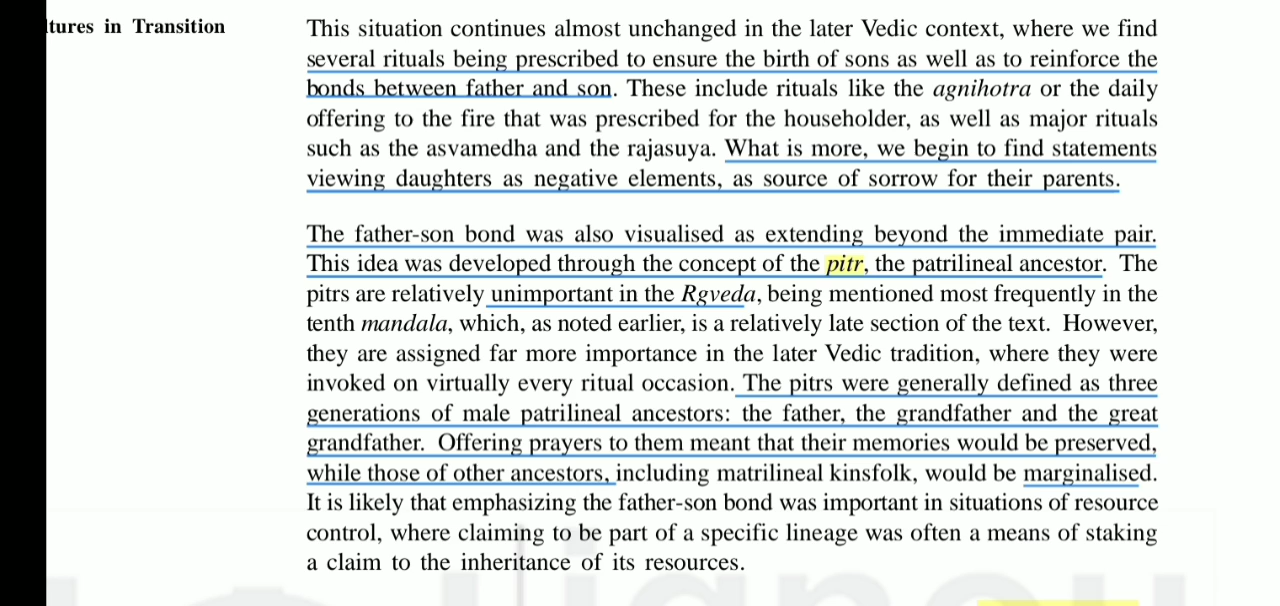 tures in Transition
This situation continues almost unchanged in the later Vedic context, where we find
several rituals being prescribed to ensure the birth of sons as well as to reinforce the
bonds between father and son. These include rituals like the agnihotra or the daily
offering to the fire that was prescribed for the householder, as well as major rituals
such as the asvamedha and the rajasuya. What is more, we begin to find statements
viewing daughters as negative elements, as source of sorrow for their parents.
The father-son bond was also visualised as extending beyond the immediate pair.
This idea was developed through the concept of the pitr, the patrilineal ancestor. The
pitrs are relatively unimportant in the Rgveda, being mentioned most frequently in the
tenth mandala, which, as noted earlier, is a relatively late section of the text. However,
they are assigned far more importance in the later Vedic tradition, where they were
invoked on virtually every ritual occasion. The pitrs were generally defined as three
generations of male patrilineal ancestors: the father, the grandfather and the great
grandfather. Offering prayers to them meant that their memories would be preserved,
while those of other ancestors, including matrilineal kinsfolk, would be marginalised.
It is likely that emphasizing the father-son bond was important in situations of resource
control, where claiming to be part of a specific lineage was often a means of staking
a claim to the inheritance of its resources.